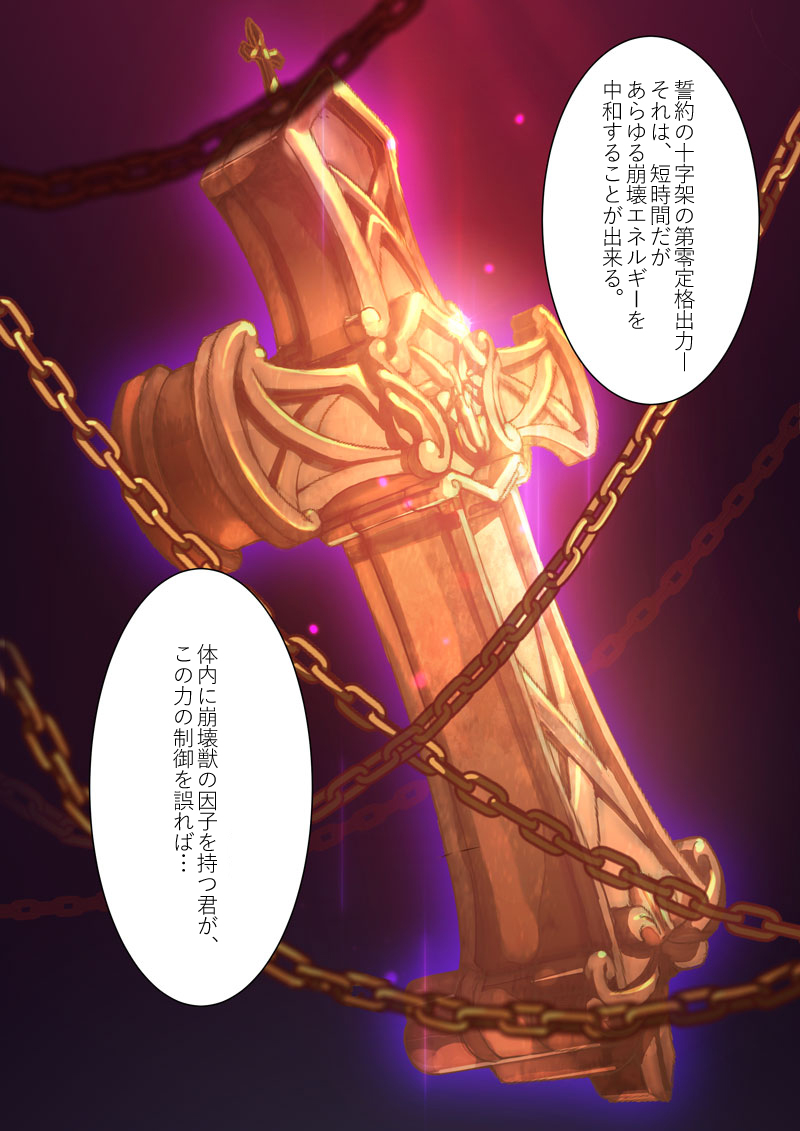 誓約の十字架の第零定格出力ー
それは、短時間だが
あらゆる崩壊エネルギーを
中和することが出来る。
体内に崩壊獣の因子を持つ君が、
この力の制御を誤れば…